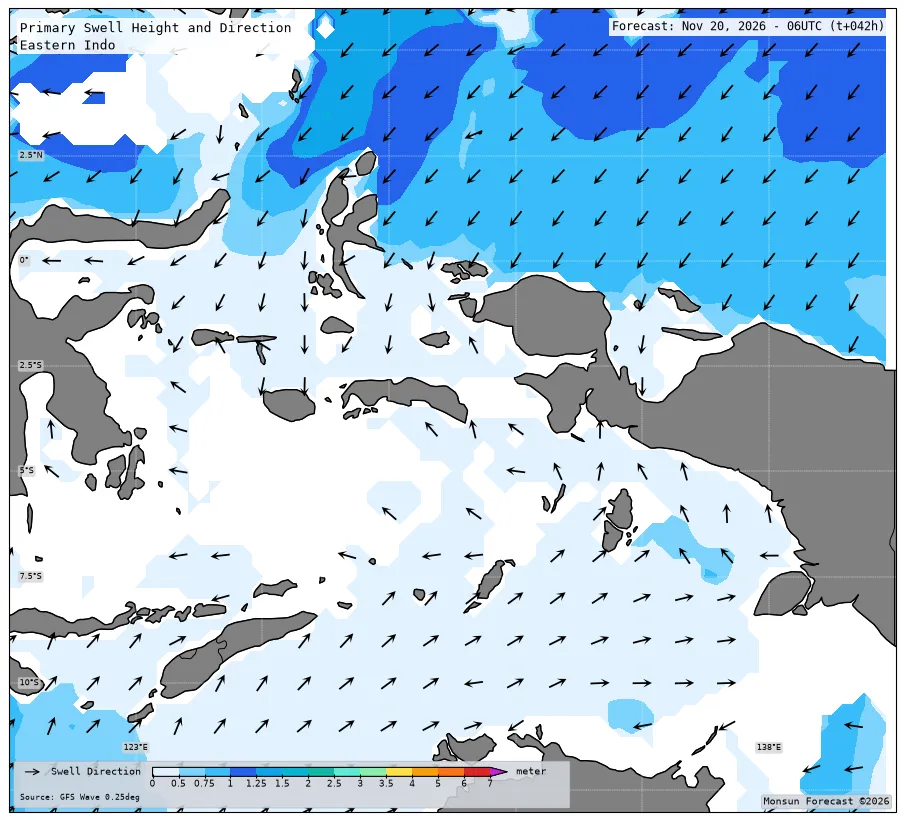 Primary Swell Height and Direction
Eastern Indo
Forecast: Nov 20, 2026 - 06UTC (t+042h)
2.5°N
0°
2.5°S
5°S
7.5°S
10°S
123°E
138°E
Swell Direction
0 0.5 0.75 1 1.25 1.5 2 2.5 3 3.5 4 5 6 7
meter
Source: GFS Wave 0.25deg
Monsun Forecast ©2026